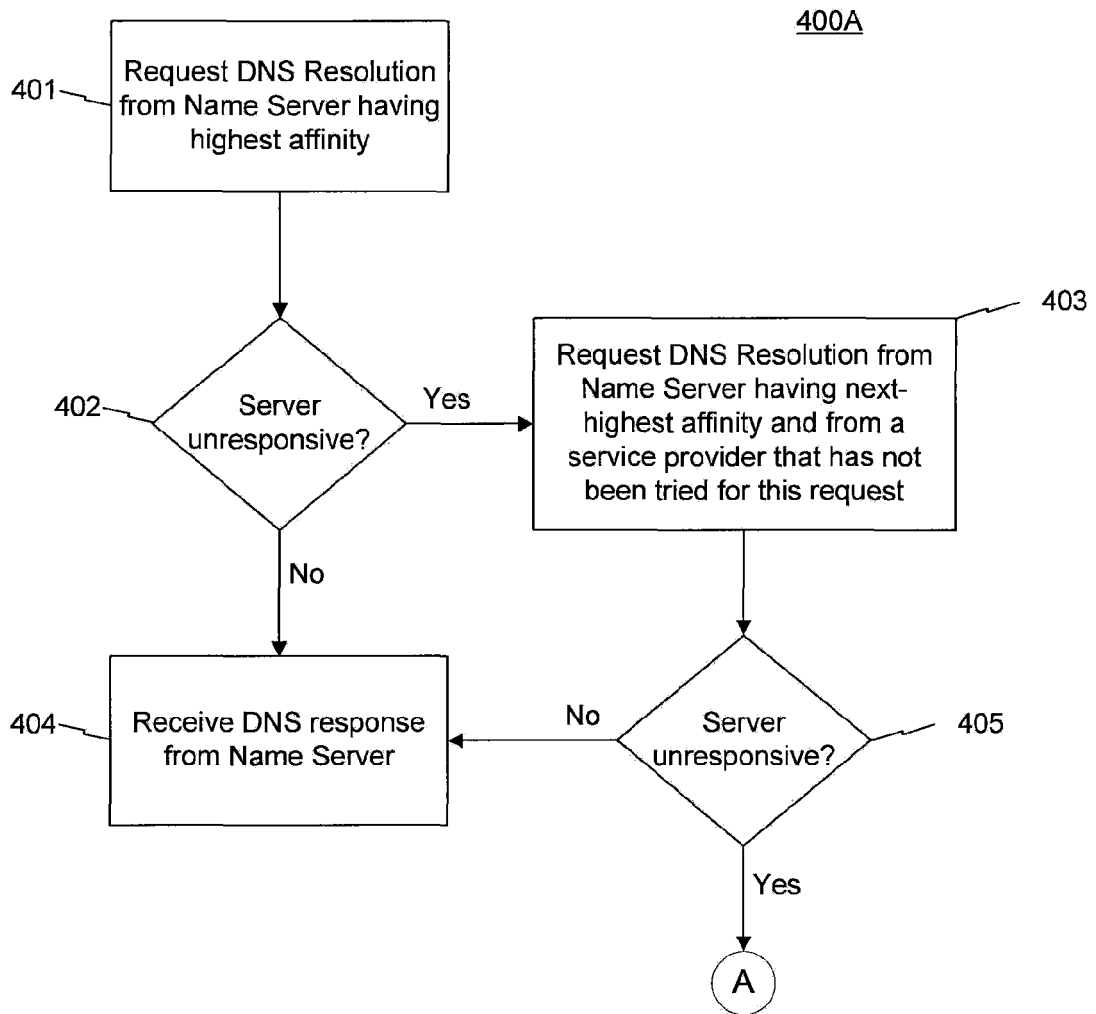 400A
401
Request DNS Resolution
from Name Server having
highest affinity
402
Server
unresponsive?
Yes
No
403
Request DNS Resolution from
Name Server having next-
highest affinity and from a
service provider that has not
been tried for this request
404
Receive DNS response
from Name Server
No
Server
unresponsive?
405
Yes
A